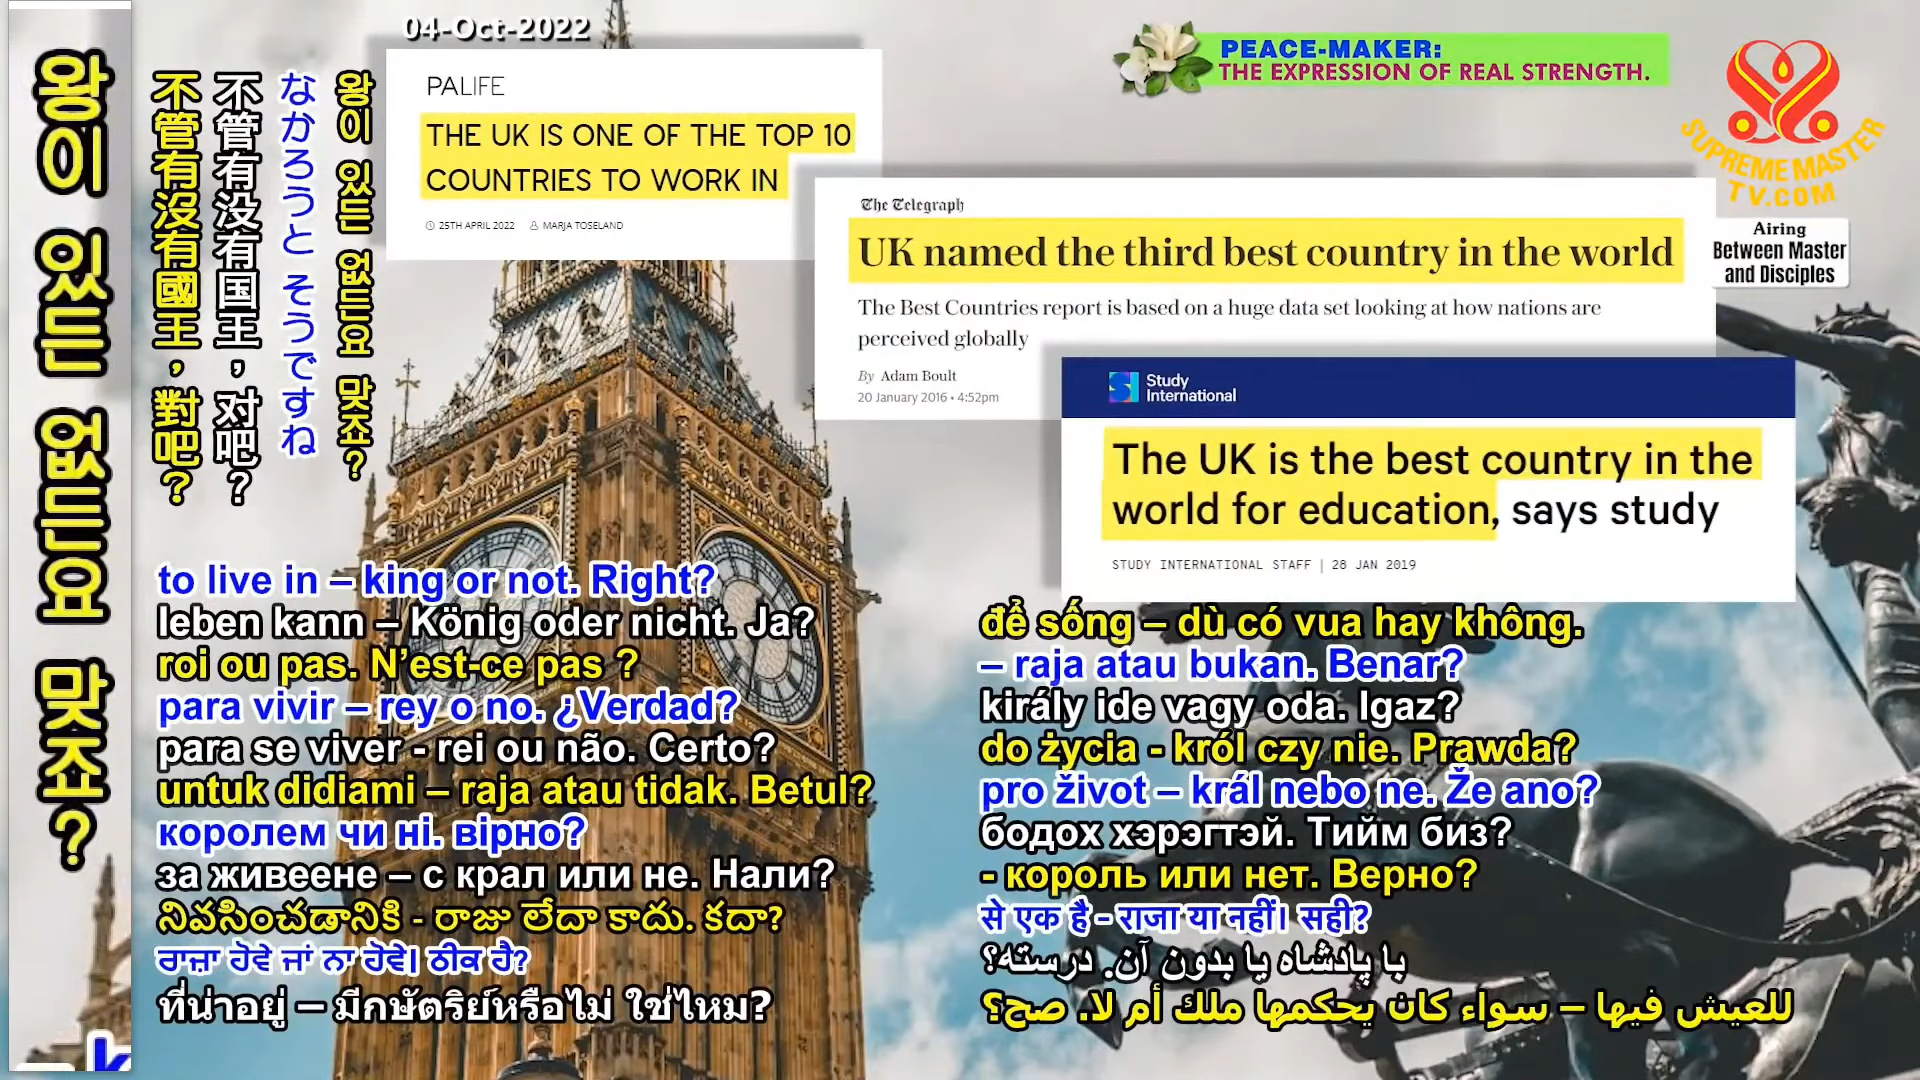 04-Oct-2022
PEACE-MAKER:
THE EXPRESSION OF REAL STRENGTH.
SUPREME MASTER
TV.COM
Airing
Between Master
and Disciples
PALIFE
THE UK IS ONE OF THE TOP 10
COUNTRIES TO WORK IN
25TH APRIL 2022 MARJA TOSELAND
The Telegraph
UK named the third best country in the world
The Best Countries report is based on a huge data set looking at how nations are
perceived globally
By Adam Boult
20 January 2016 • 4:52pm
Study
International
The UK is the best country in the
world for education, says study
STUDY INTERNATIONAL STAFF | 28 JAN 2019
왕이 있든 없든요 맞죠?
不管有沒有國王，對吧？
不管有没有国王，对吧？
なかろうと そうですね
왕이 있든 없든요 맞죠?
to live in – king or not. Right?
leben kann – König oder nicht. Ja?
roi ou pas. N’est-ce pas ?
para vivir – rey o no. ¿Verdad?
para se viver - rei ou não. Certo?
untuk didiami – raja atau tidak. Betul?
королем чи ні. вірно?
за живеене – с крал или не. Нали?
నివసించడానికి - రాజు లేదా కాదు. కదా?
ਰਾਜ਼ਾ ਹੋਵੇ ਜਾਂ ਨਾ ਹੋਵੇ। ਠੀਕ ਹੈ?
ที่น่าอยู่ – มีกษัตริย์หรือไม่ ใช่ไหม?
để sống – dù có vua hay không.
– raja atau bukan. Benar?
király ide vagy oda. Igaz?
do życia - król czy nie. Prawda?
pro život – král nebo ne. Že ano?
бодох хэрэгтэй. Тийм биз?
- король или нет. Верно?
से एक है - राजा या नहीं। सही?
با پادشاه یا بدون آن. درسته؟
للعيش فيها – سواء كان يحكمها ملك أم لا. صح؟
k